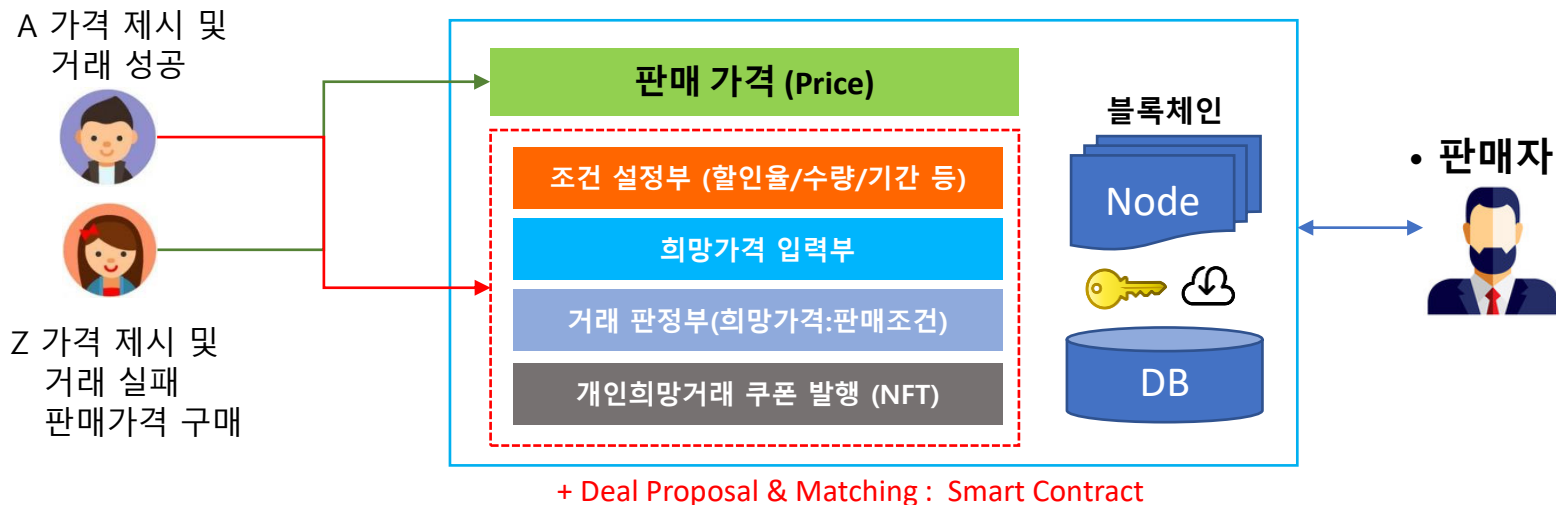 A 가격 제시 및
거래 성공
Z 가격 제시 및
거래 실패
판매가격 구매
판매 가격 (Price)
조건 설정부 (할인율/수량/기간 등)
희망가격 입력부
거래 판정부(희망가격:판매조건)
개인희망거래 쿠폰 발행 (NFT)
블록체인
Node
DB
• 판매자
+ Deal Proposal & Matching : Smart Contract